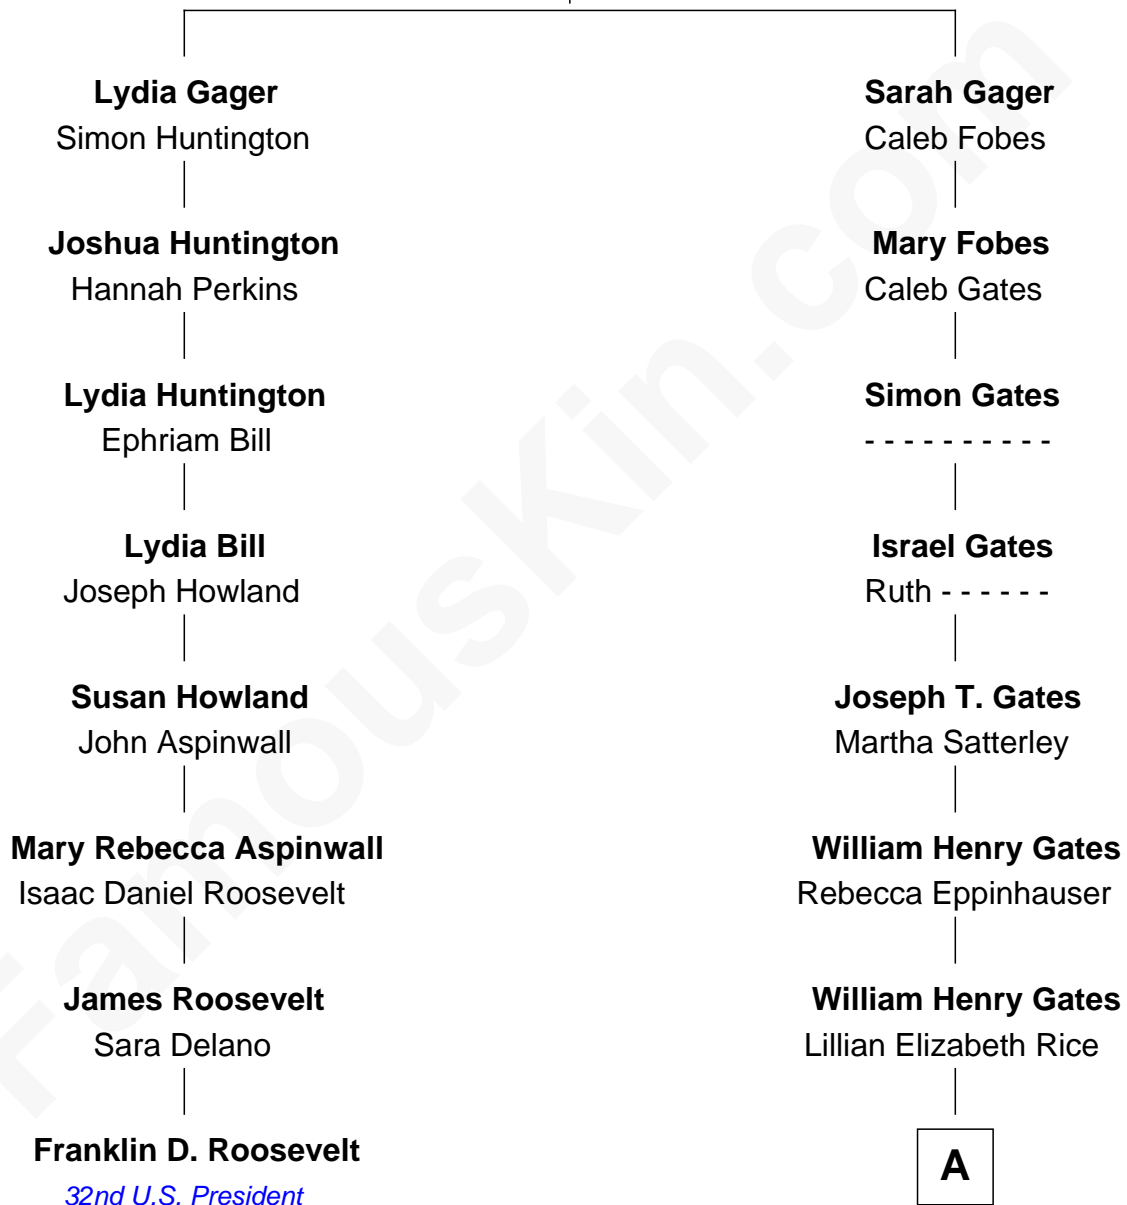 Lydia Gager
Simon Huntington
Joshua Huntington
Hannah Perkins
Lydia Huntington
Ephriam Bill
Lydia Bill
Joseph Howland
Susan Howland
John Aspinwall
Mary Rebecca Aspinwall
Isaac Daniel Roosevelt
James Roosevelt
Sara Delano
Franklin D. Roosevelt
32nd U.S. President
Sarah Gager
Caleb Fobes
Mary Fobes
Caleb Gates
Simon Gates
- - - - - - - - - -
Israel Gates
Ruth - - - - - -
Joseph T. Gates
Martha Satterley
William Henry Gates
Rebecca Eppinhauser
William Henry Gates
Lillian Elizabeth Rice
A
FamousKin.com